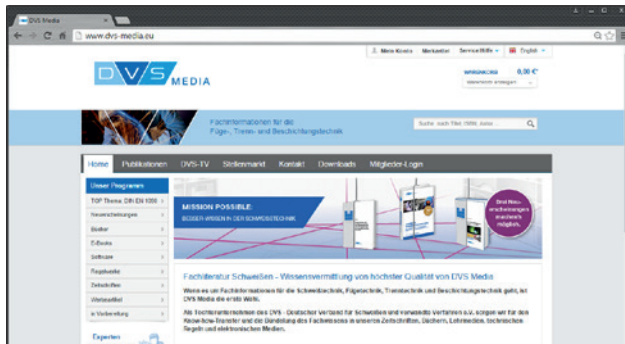 DVS Media
www.dvs-media.eu
Mein Konto Merkzettel Service/Hilfe English
DVS MEDIA
WARENKORB 0,00 €*
Fachinformationen für die
Füge-, Trenn- und Beschichtungstechnik
Suche nach Titel, ISBN, Autor ...
Home Publikationen DVS-TV Stellenmarkt Kontakt Downloads Mitglieder-Login
Unser Programm
TOP Thema: DIN EN 1090
Neuerscheinungen
Bücher
E-Books
Software
Regelwerke
Zeitschriften
Werbeartikel
in Vorbereitung
Experten
MISSION POSSIBLE:
BESSER WISSEN IN DER SCHWEISSTECHNIK
Drei Neu-
erscheinungen
machen's
möglich.
Fachliteratur Schweißen - Wissensvermittlung von höchster Qualität von DVS Media
Wenn es um Fachinformationen für die Schweißtechnik, Fügetechnik, Trenntechnik und Beschichtungstechnik geht, ist
DVS Media die erste Wahl.
Als Tochterunternehmen des DVS - Deutscher Verband für Schweißen und verwandte Verfahren e.V. sorgen wir für den
Know-how-Transfer und die Bündelung des Fachwissens in unseren Zeitschriften, Büchern, Lehrmedien, technischen
Regeln und elektronischen Medien.